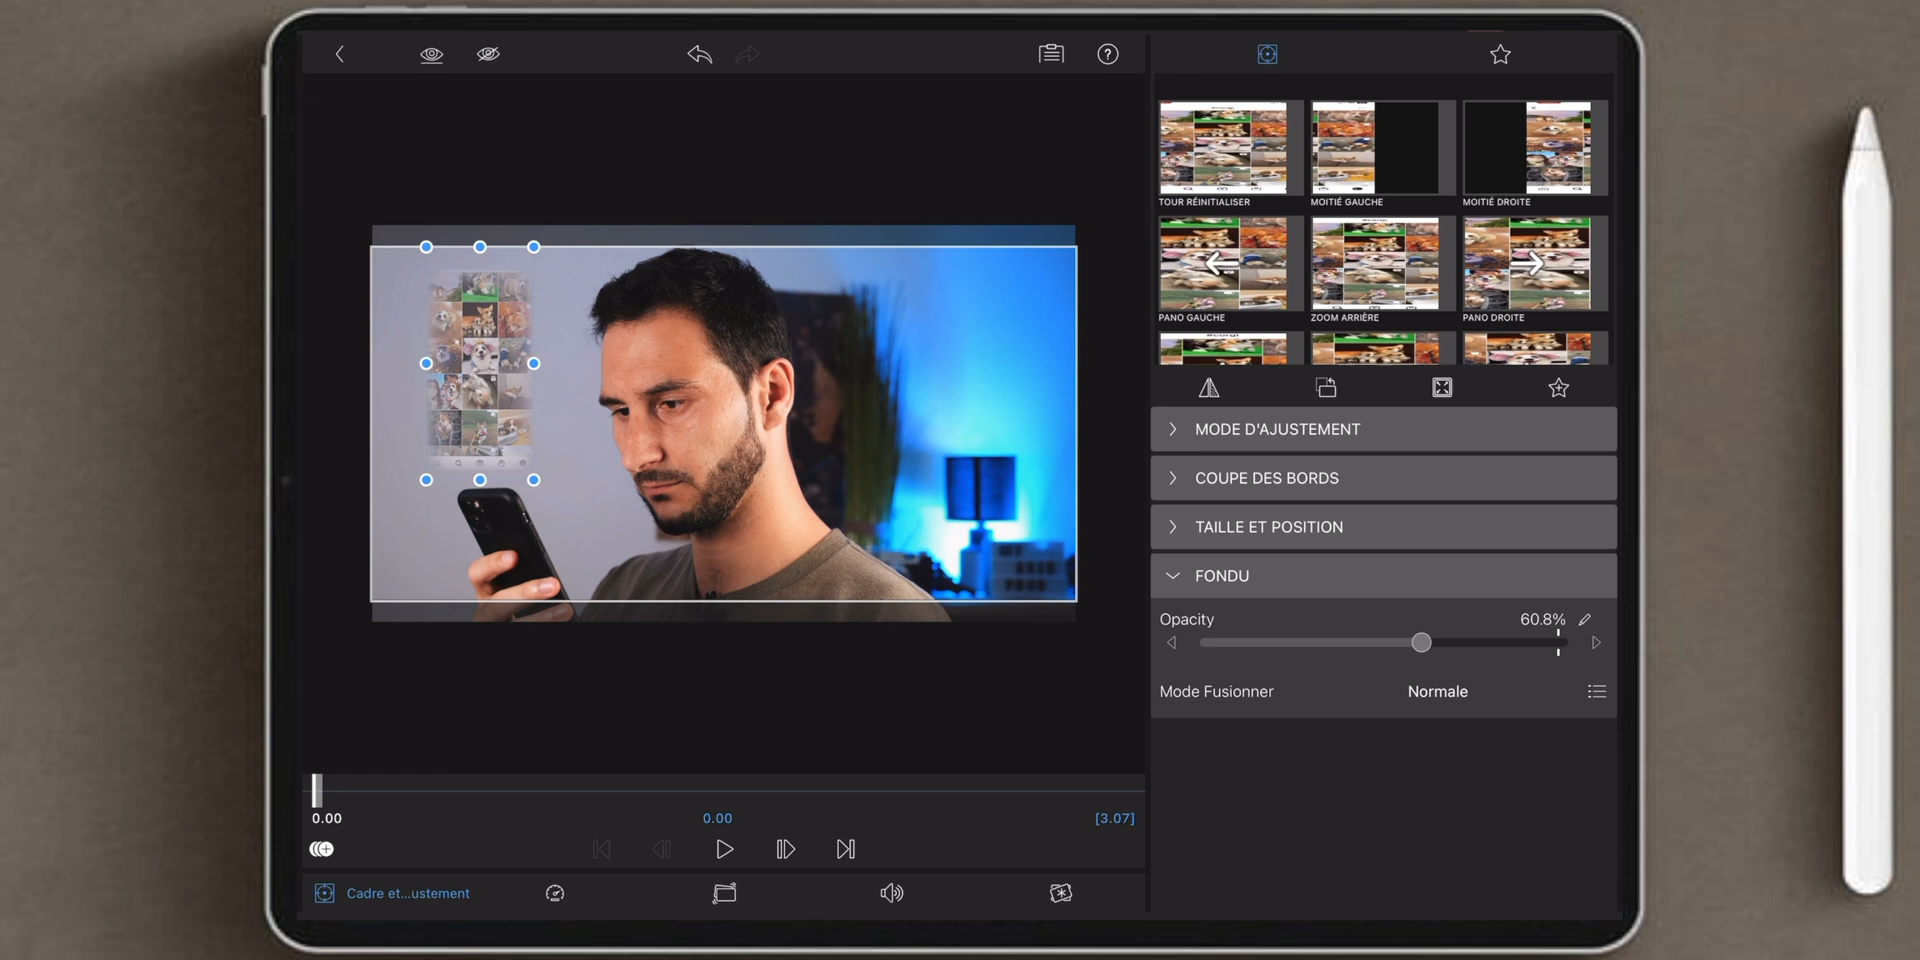 TOUR RÉINITIALISER
MOITIÉ GAUCHE
MOITIÉ DROITE
PANO GAUCHE
ZOOM ARRIÈRE
PANO DROITE
MODE D'AJUSTEMENT
COUPE DES BORDS
TAILLE ET POSITION
FONDU
Opacity
60.8%
Mode Fusionner
Normale
0.00
0.00
[3.07]
Cadre et...ustement